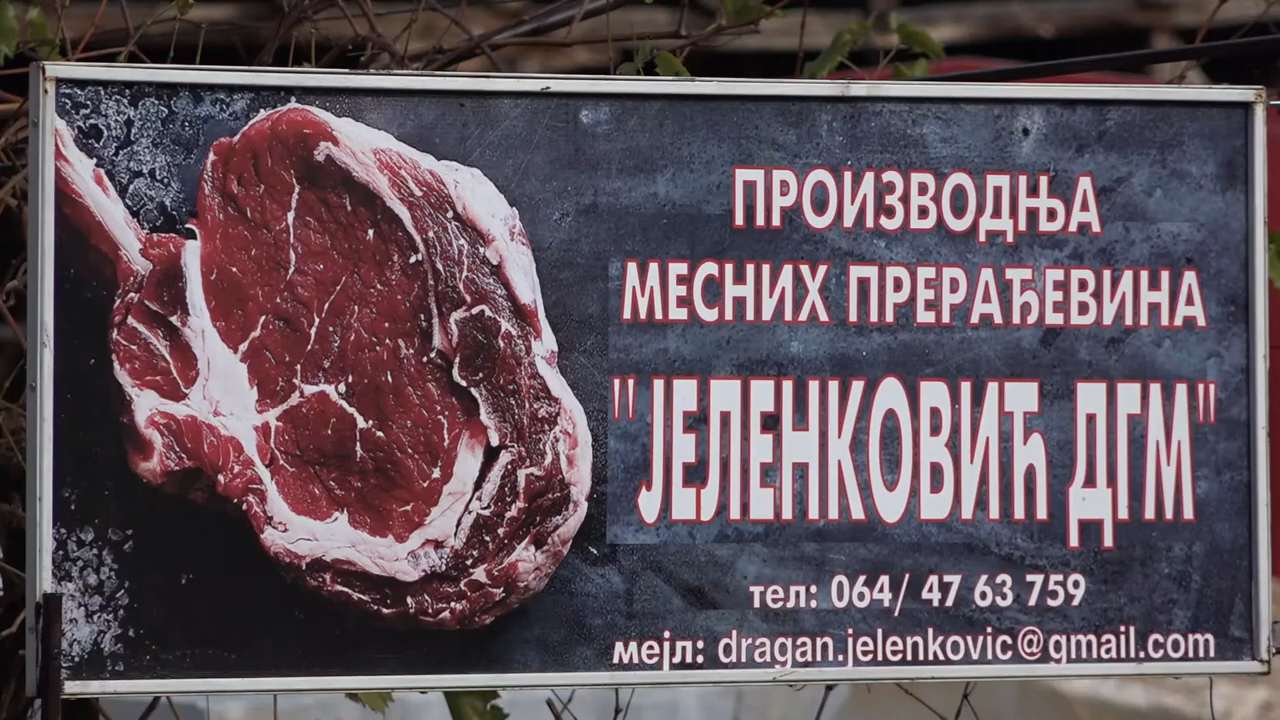 ПРОИЗВОДЊА
МЕСНИХ ПРЕРАЂЕВИНА
"ЈЕЛЕНКОВИЋ ДГМ"
тел: 064/ 47 63 759
мејл: dragan.jelenkovic@gmail.com